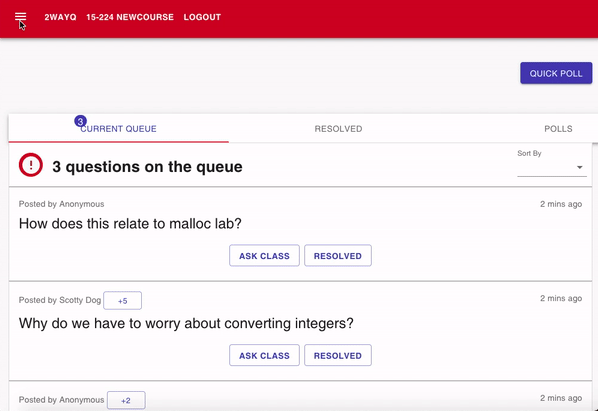 2WAYQ 15-224 NEWCOURSE LOGOUT
QUICK POLL
3
CURRENT QUEUE RESOLVED POLLS
3 questions on the queue
Sort By
Posted by Anonymous 2 mins ago
How does this relate to malloc lab?
ASK CLASS RESOLVED
Posted by Scotty Dog +5 2 mins ago
Why do we have to worry about converting integers?
ASK CLASS RESOLVED
Posted by Anonymous +2 2 mins ago